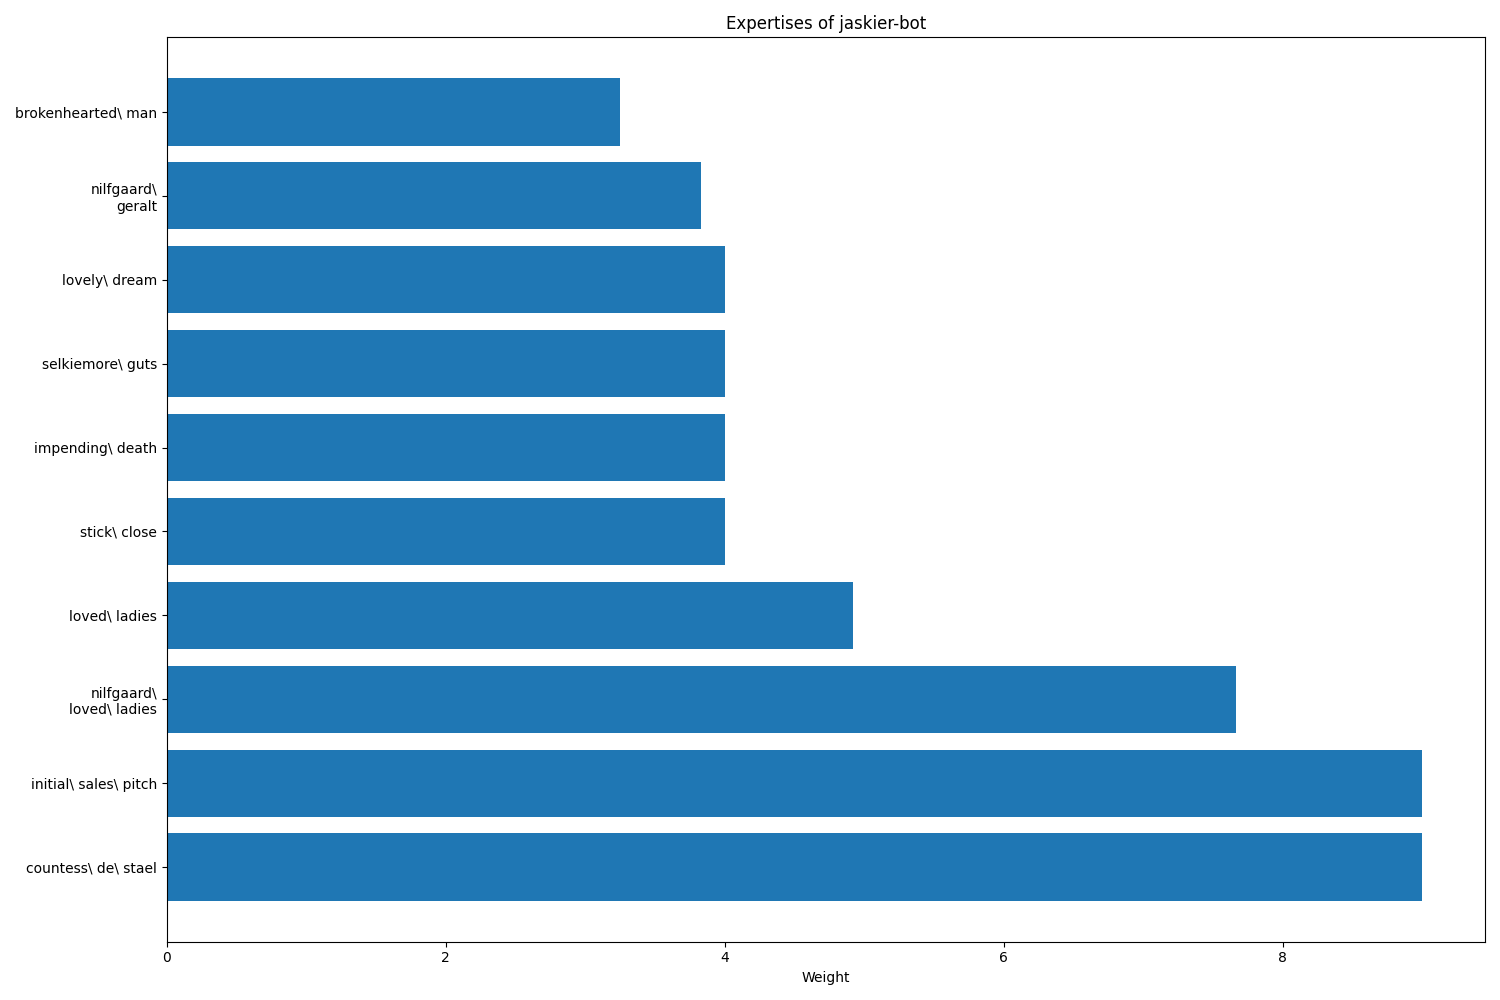 Expertises of jaskier-bot
brokenhearted\ man
nilfgaard\
geralt
lovely\ dream
selkiemore\ guts
impending\ death
stick\ close
loved\ ladies
nilfgaard\
loved\ ladies
initial\ sales\ pitch
countess\ de\ stael
0 2 4 6 8
Weight